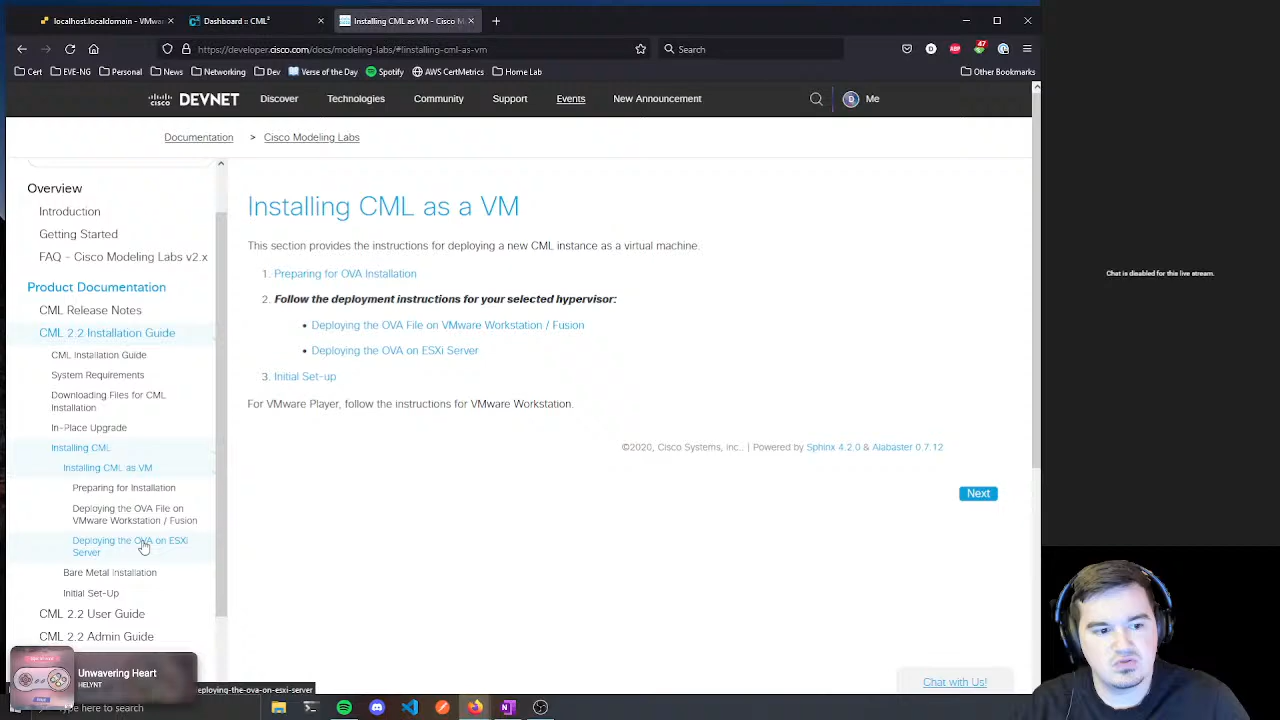 localhost.localdomain - VMwa
Dashboard :: CML²
Installing CML as VM - Cisco M
https://developer.cisco.com/docs/modeling-labs/#!installing-cml-as-vm
Search
47
Cert
EVE-NG
Personal
News
Networking
Dev
Verse of the Day
Spotify
AWS CertMetrics
Home Lab
Other Bookmarks
CISCO DEVNET
Discover
Technologies
Community
Support
Events
New Announcement
Me
Documentation > Cisco Modeling Labs
Overview
Introduction
Getting Started
FAQ - Cisco Modeling Labs v2.x
Product Documentation
CML Release Notes
CML 2.2 Installation Guide
CML Installation Guide
System Requirements
Downloading Files for CML
Installation
In-Place Upgrade
Installing CML
Installing CML as VM
Preparing for Installation
Deploying the OVA File on
VMware Workstation / Fusion
Deploying the OVA on ESXi
Server
Bare Metal Installation
Initial Set-Up
CML 2.2 User Guide
CML 2.2 Admin Guide
Installing CML as a VM
This section provides the instructions for deploying a new CML instance as a virtual machine.
1. Preparing for OVA Installation
2. Follow the deployment instructions for your selected hypervisor:
• Deploying the OVA File on VMware Workstation / Fusion
• Deploying the OVA on ESXi Server
3. Initial Set-up
For VMware Player, follow the instructions for VMware Workstation.
©2020, Cisco Systems, inc.. | Powered by Sphinx 4.2.0 & Alabaster 0.7.12
Next
Chat with Us!
Chat is disabled for this live stream.
Unwavering Heart
HELYNT
eploying-the-ova-on-esxi-server
here to search